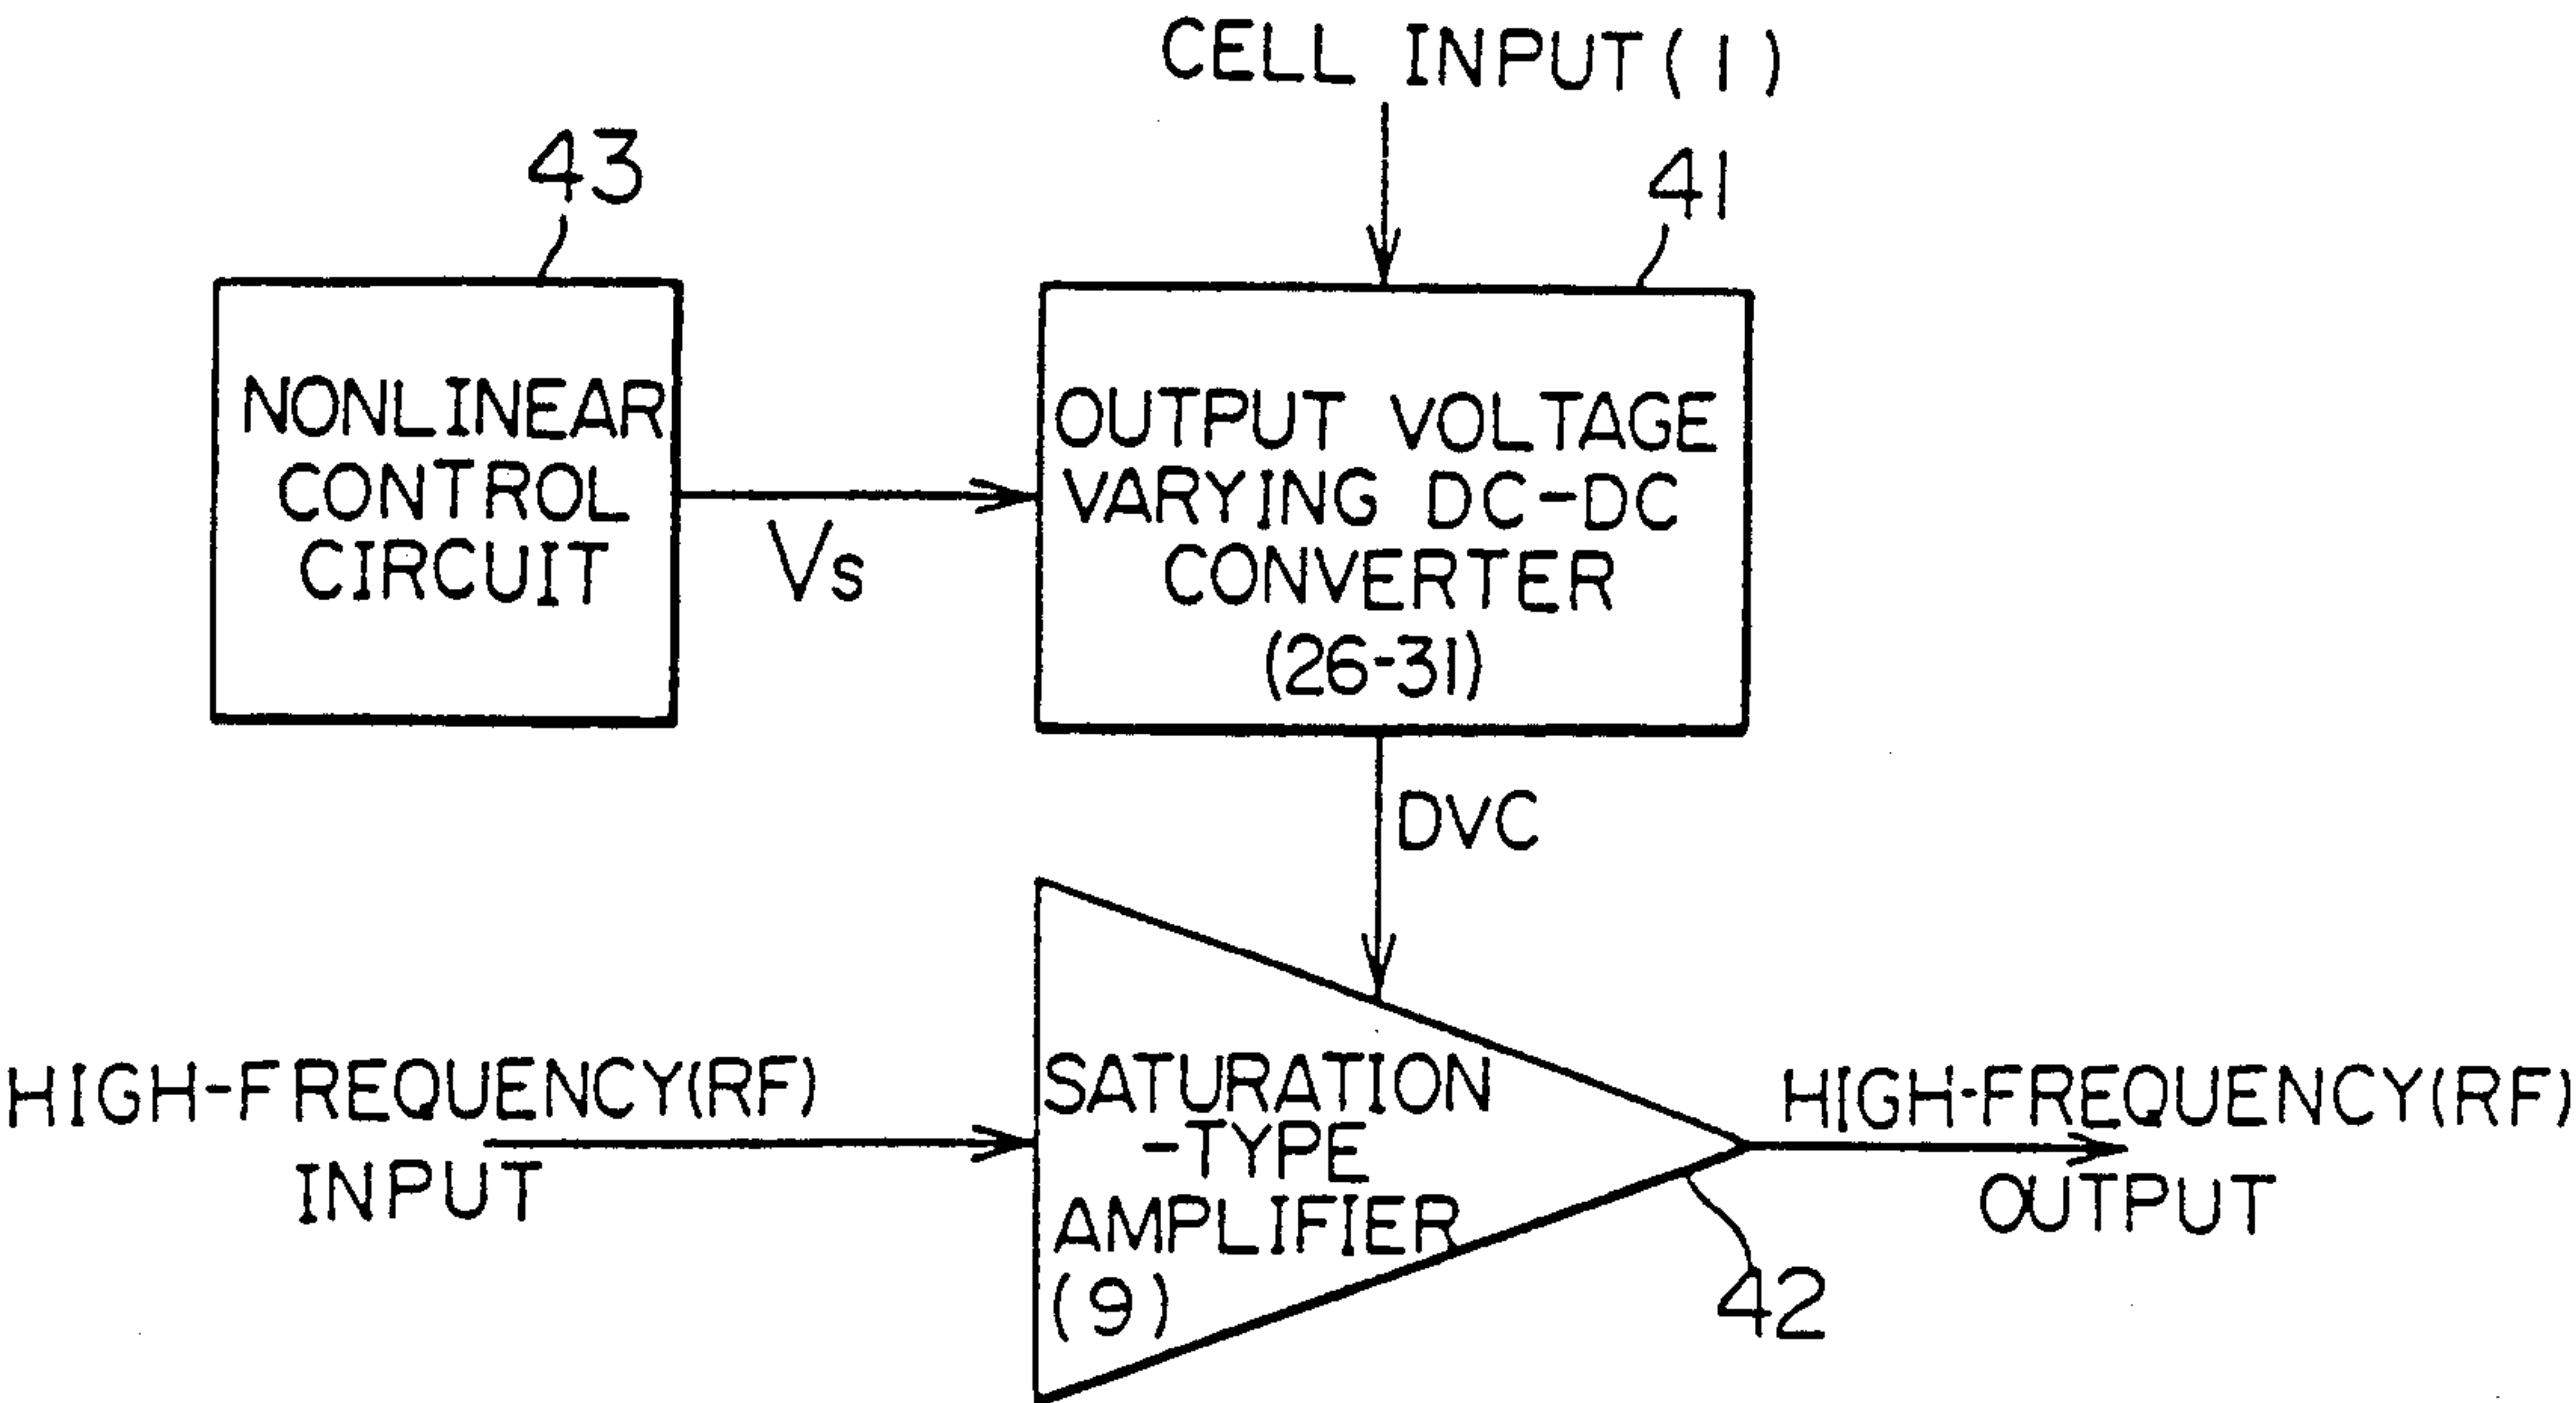 CELL INPUT(1)
43
41
NONLINEAR
CONTROL
CIRCUIT
Vs
OUTPUT VOLTAGE
VARYING DC-DC
CONVERTER
(26-31)
DVC
HIGH-FREQUENCY(RF)
INPUT
SATURATION
-TYPE
AMPLIFIER
(9)
HIGH-FREQUENCY(RF)
OUTPUT
42